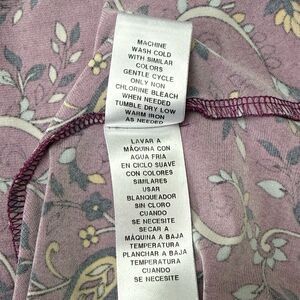 MACHINE
WASH COLD
WITH SIMILAR
COLORS
GENTLE CYCLE
ONLY NON
CHLORINE BLEACH
WHEN NEEDED
TUMBLE DRY LOW
WARM IRON
AS NEEDED
LAVAR A
MÁQUINA CON
AGUA FRIA
EN CICLO SUAVE
CON COLORES
SIMILARES
USAR
BLANQUEADOR
SIN CLORO
CUANDO
SE NECESITE
SECAR A
MÁQUINA A BAJA
TEMPERATURA
PLANCHAR A BAJA
TEMPERATURA
CUANDO
SE NECESITE